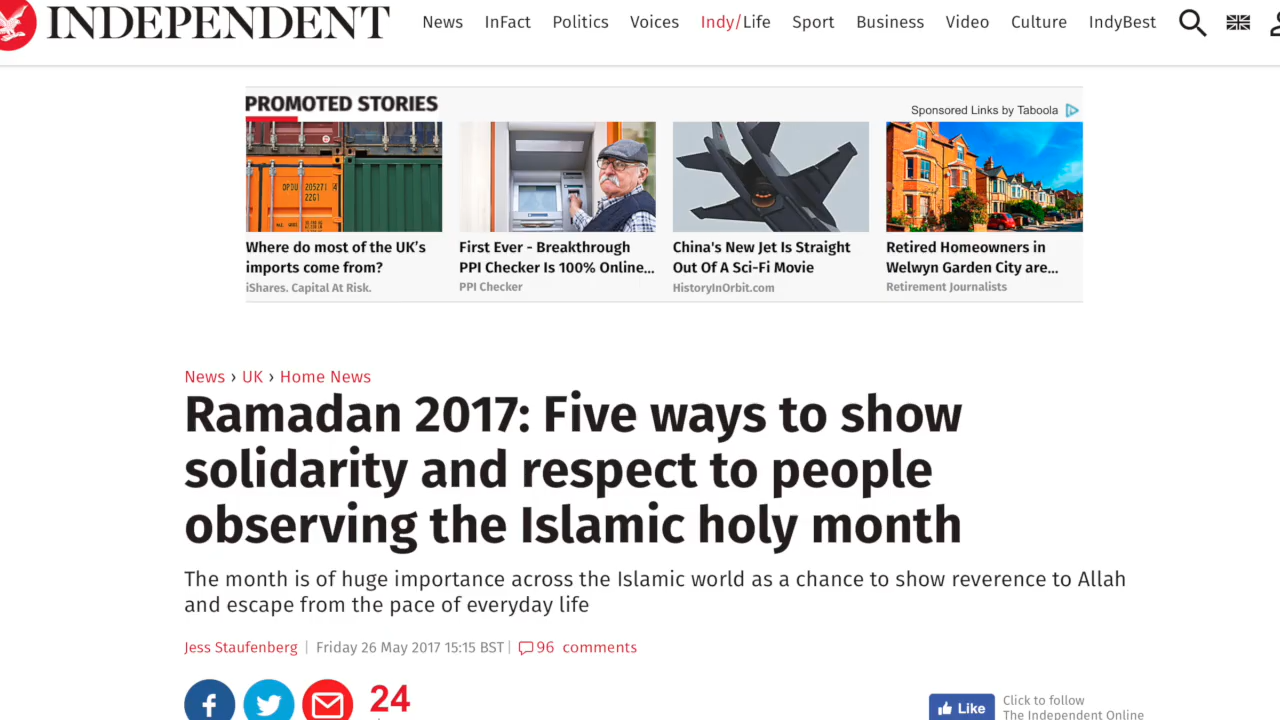 INDEPENDENT
News InFact Politics Voices Indy/Life Sport Business Video Culture IndyBest
PROMOTED STORIES
Sponsored Links by Taboola
Where do most of the UK's
imports come from?
iShares. Capital At Risk.
First Ever - Breakthrough
PPI Checker Is 100% Online...
PPI Checker
China's New Jet Is Straight
Out Of A Sci-Fi Movie
HistoryInOrbit.com
Retired Homeowners in
Welwyn Garden City are...
Retirement Journalists
News › UK › Home News
Ramadan 2017: Five ways to show
solidarity and respect to people
observing the Islamic holy month
The month is of huge importance across the Islamic world as a chance to show reverence to Allah
and escape from the pace of everyday life
Jess Staufenberg | Friday 26 May 2017 15:15 BST | 96 comments
24
Like
Click to follow
The Independent Online